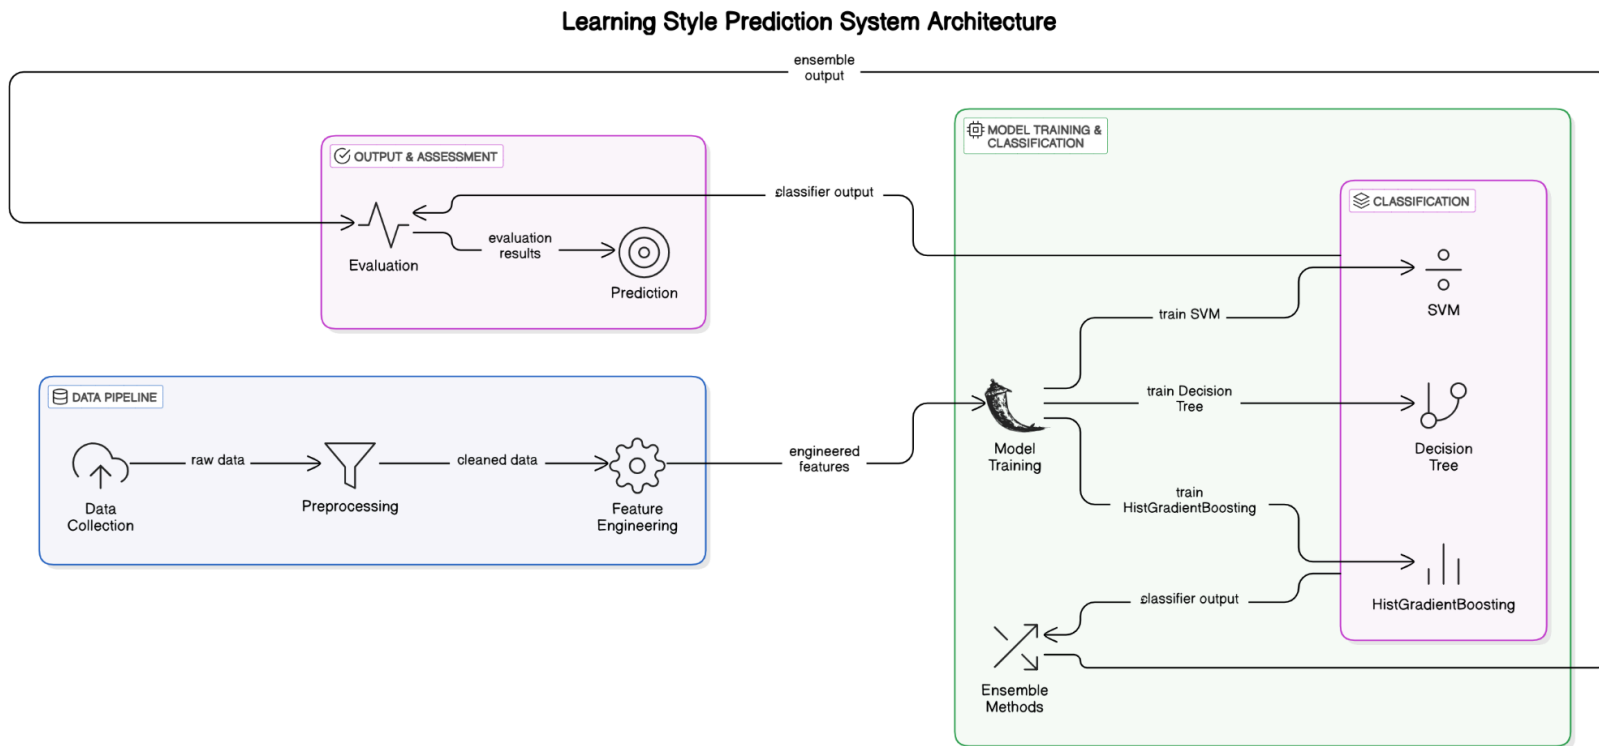 Learning Style Prediction System Architecture
ensemble
output
MODEL TRAINING &
CLASSIFICATION
OUTPUT & ASSESSMENT
classifier output
CLASSIFICATION
evaluation
results
Evaluation
Prediction
SVM
train SVM
DATA PIPELINE
train Decision
Tree
raw data
cleaned data
engineered
features
Model
Training
Decision
Tree
Data
Collection
Preprocessing
Feature
Engineering
train
HistGradientBoosting
classifier output
HistGradientBoosting
Ensemble
Methods